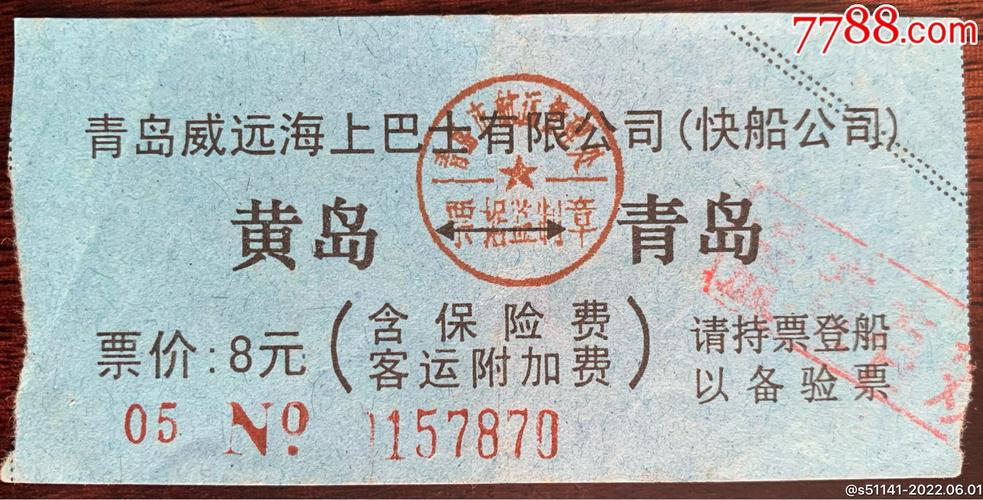 7788.com
青岛威远海上巴士有限公司(快船公司)
票据监制章
黄岛 ←→ 青岛
票价:8元(含保险费 客运附加费)
请持票登船
以备验票
05 No 1157870
@s51141-2022.06.01